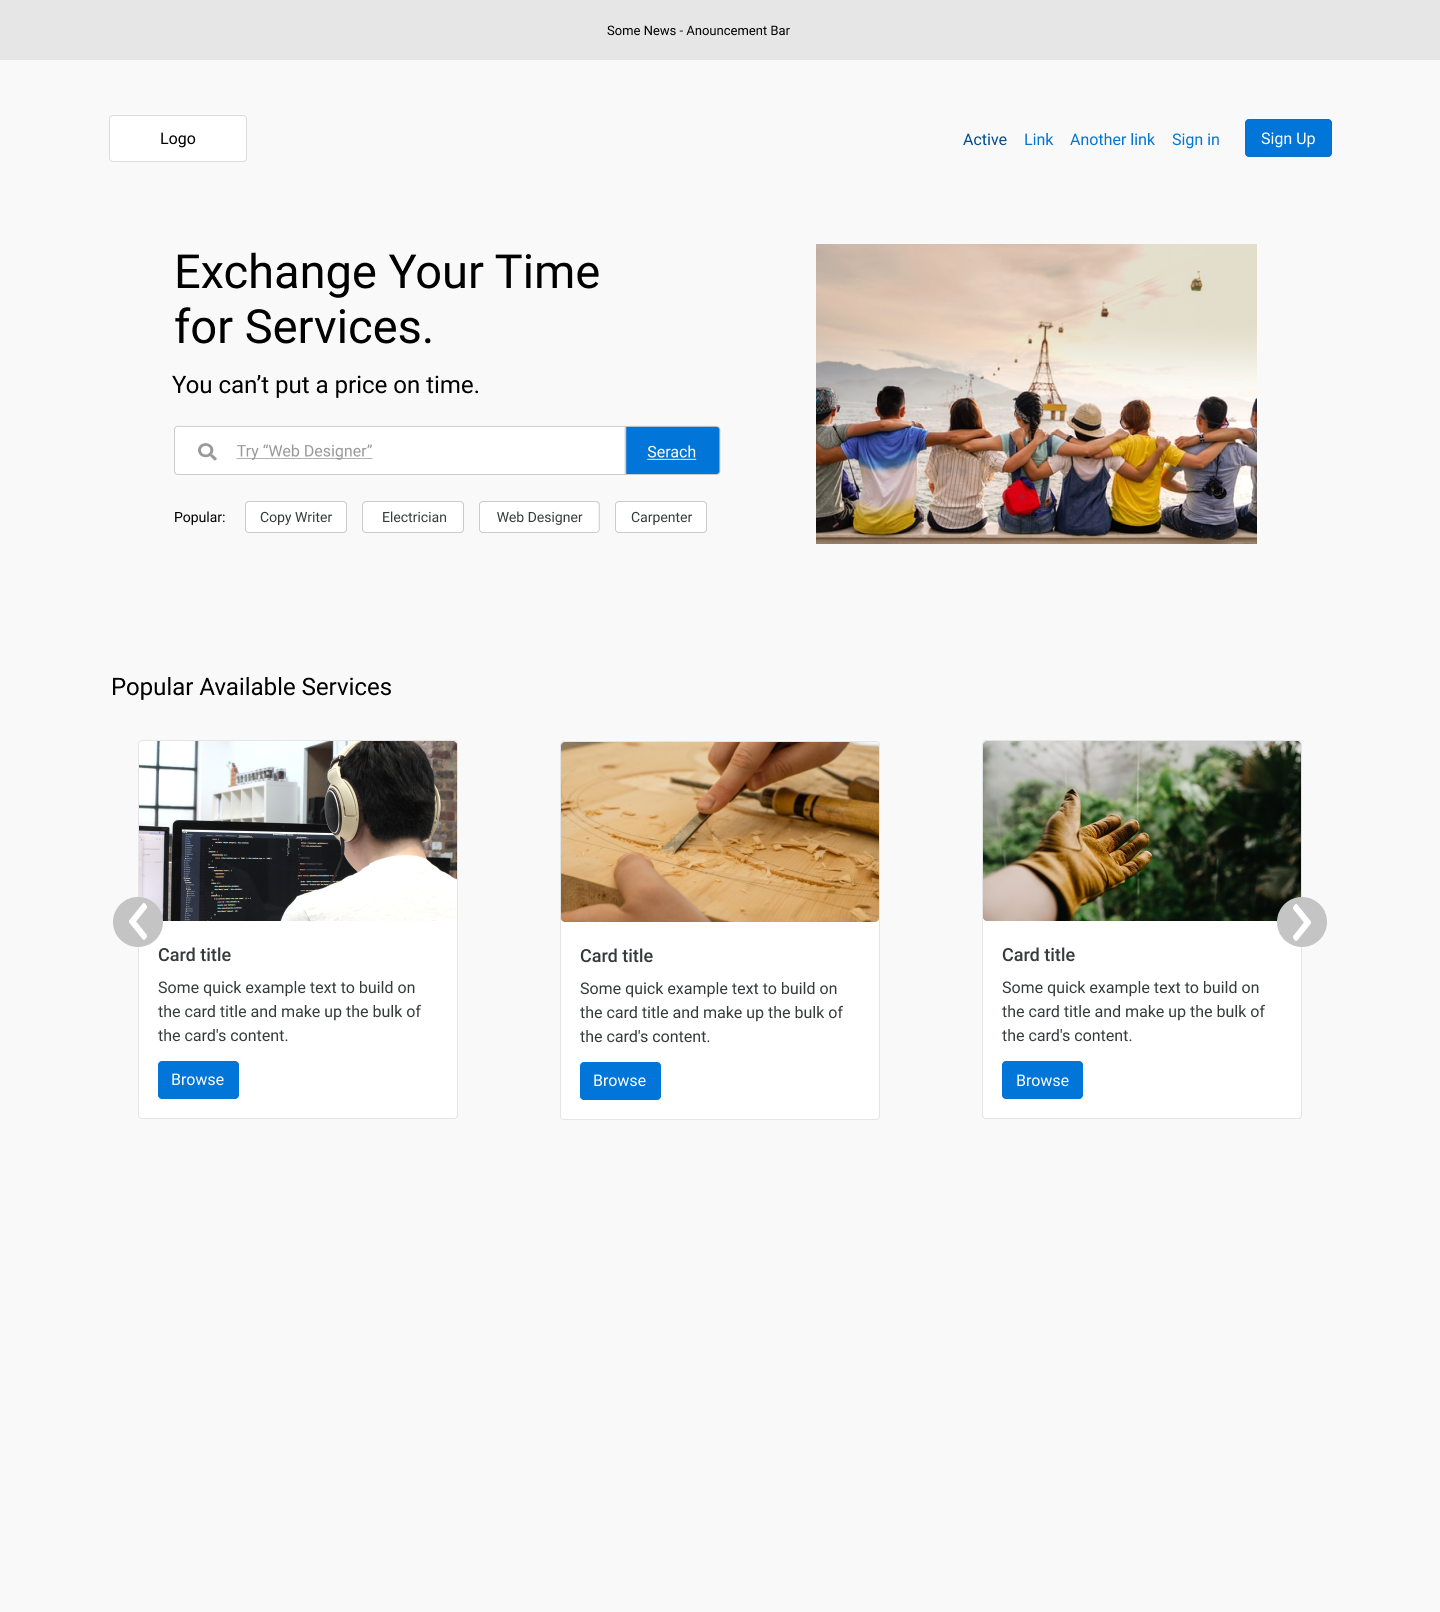 Some News - Anouncement Bar
Logo
Active Link Another link Sign in Sign Up
Exchange Your Time
for Services.
You can’t put a price on time.
Try “Web Designer” Serach
Popular: Copy Writer Electrician Web Designer Carpenter
Popular Available Services
Card title
Some quick example text to build on
the card title and make up the bulk of
the card's content.
Browse
Card title
Some quick example text to build on
the card title and make up the bulk of
the card's content.
Browse
Card title
Some quick example text to build on
the card title and make up the bulk of
the card's content.
Browse